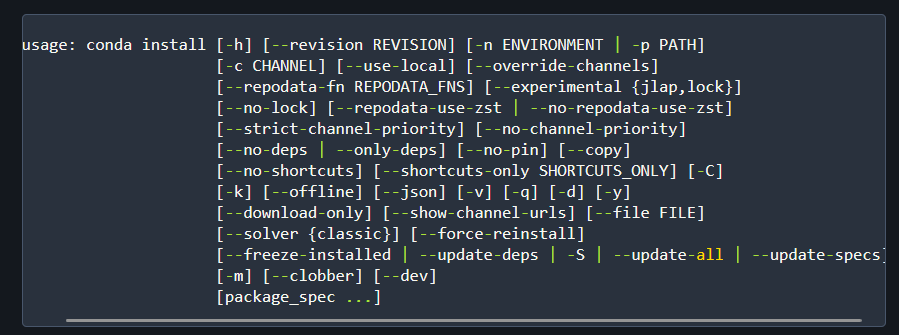 usage: conda install [-h] [--revision REVISION] [-n ENVIRONMENT | -p PATH]
[-c CHANNEL] [--use-local] [--override-channels]
[--repodata-fn REPODATA_FNS] [--experimental {jlap,lock}]
[--no-lock] [--repodata-use-zst | --no-repodata-use-zst]
[--strict-channel-priority] [--no-channel-priority]
[--no-deps | --only-deps] [--no-pin] [--copy]
[--no-shortcuts] [--shortcuts-only SHORTCUTS_ONLY] [-C]
[-k] [--offline] [--json] [-v] [-q] [-d] [-y]
[--download-only] [--show-channel-urls] [--file FILE]
[--solver {classic}] [--force-reinstall]
[--freeze-installed | --update-deps | -S | --update-all | --update-specs]
[-m] [--clobber] [--dev]
[package_spec ...]